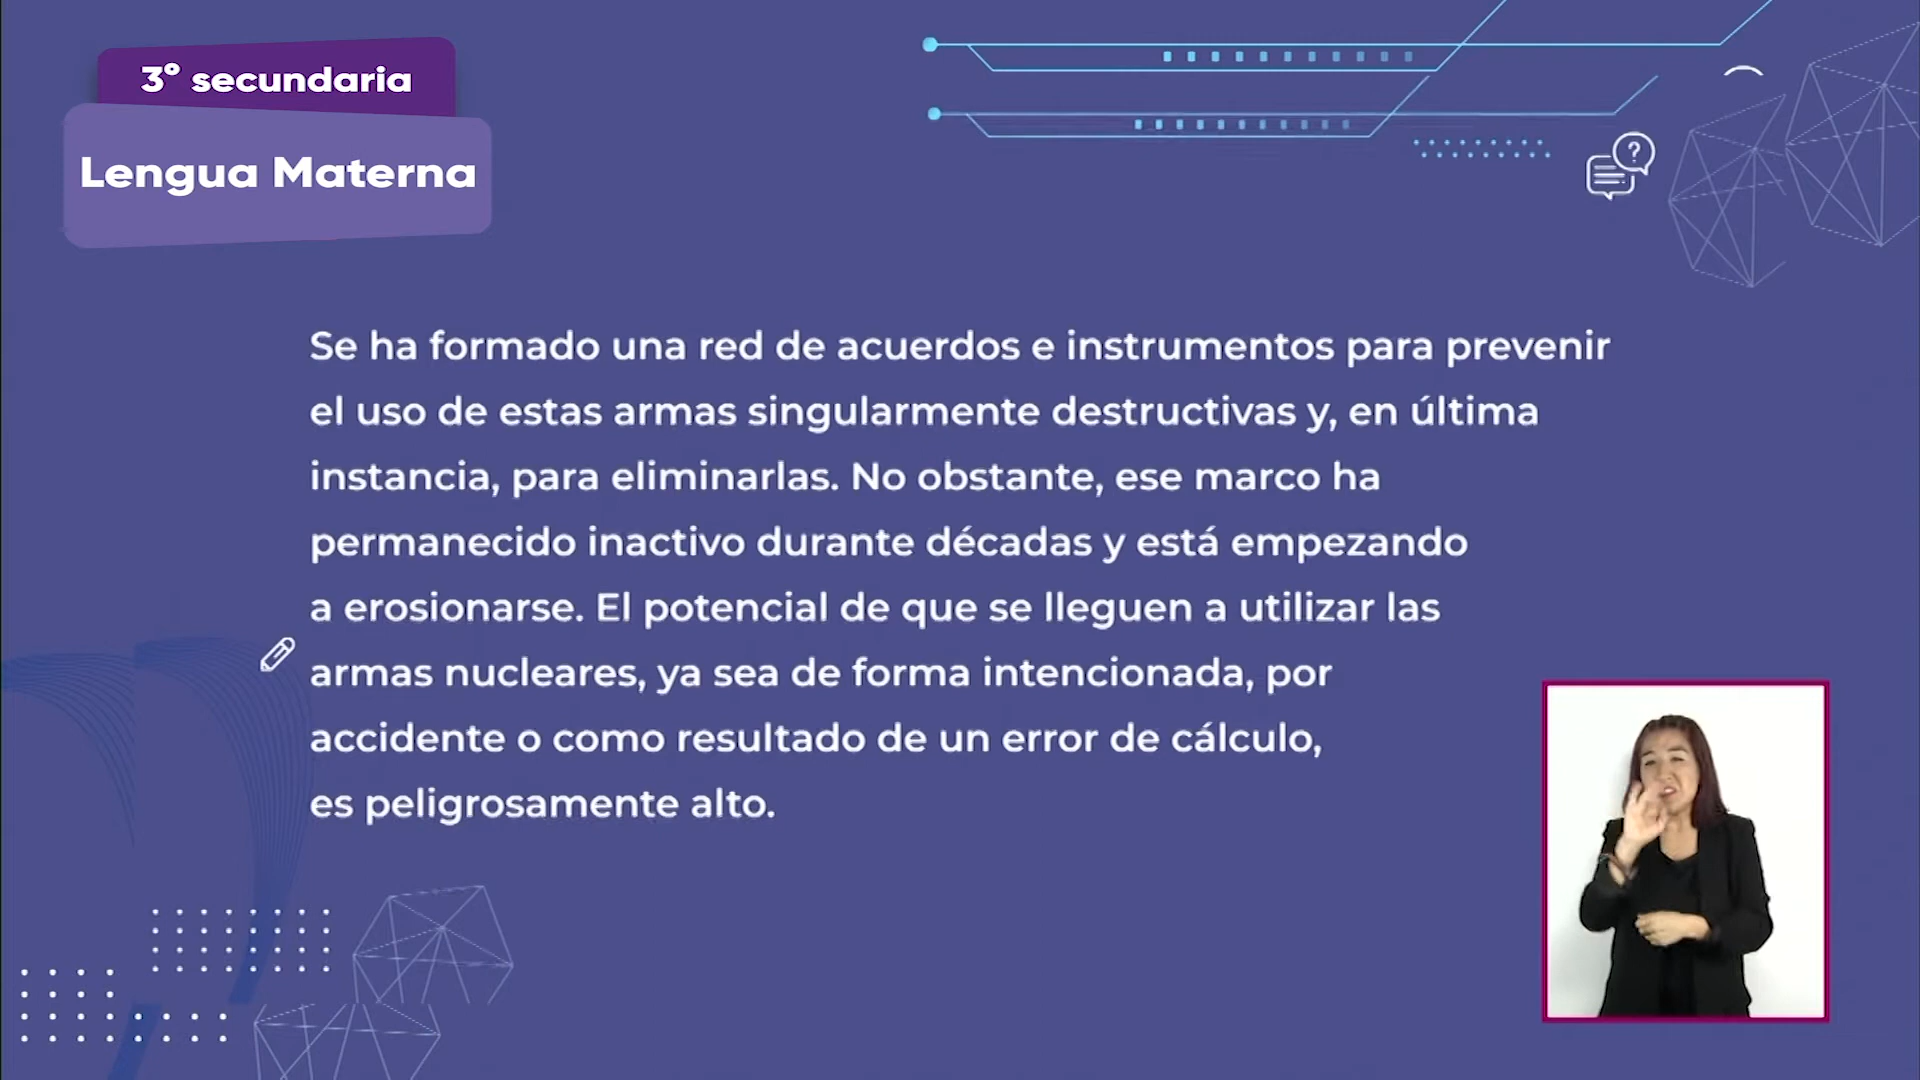 3º secundaria
Lengua Materna
Se ha formado una red de acuerdos e instrumentos para prevenir
el uso de estas armas singularmente destructivas y, en última
instancia, para eliminarlas. No obstante, ese marco ha
permanecido inactivo durante décadas y está empezando
a erosionarse. El potencial de que se lleguen a utilizar las
armas nucleares, ya sea de forma intencionada, por
accidente o como resultado de un error de cálculo,
es peligrosamente alto.